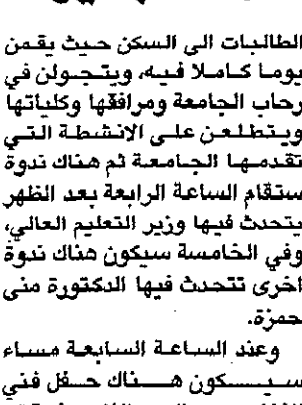 الطالبات الى السكن حيث يقمن
يوما كاملا فيه، ويتجولن في
رحاب الجامعة ومرافقها وكلياتها
ويتطلعن على الانشطة التي
تقدمها الجامعة ثم هناك ندوة
ستقام الساعة الرابعة بعد الظهر
يتحدث فيها وزير التعليم العالي،
وفي الخامسة سيكون هناك ندوة
اخرى تتحدث فيها الدكتورة منى
حمزة.
وعند الساعة السابعة مساء
سيكون هناك حفل فني